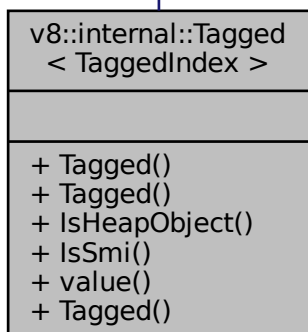 v8::internal::Tagged
< TaggedIndex >
+ Tagged()
+ Tagged()
+ IsHeapObject()
+ IsSmi()
+ value()
+ Tagged()